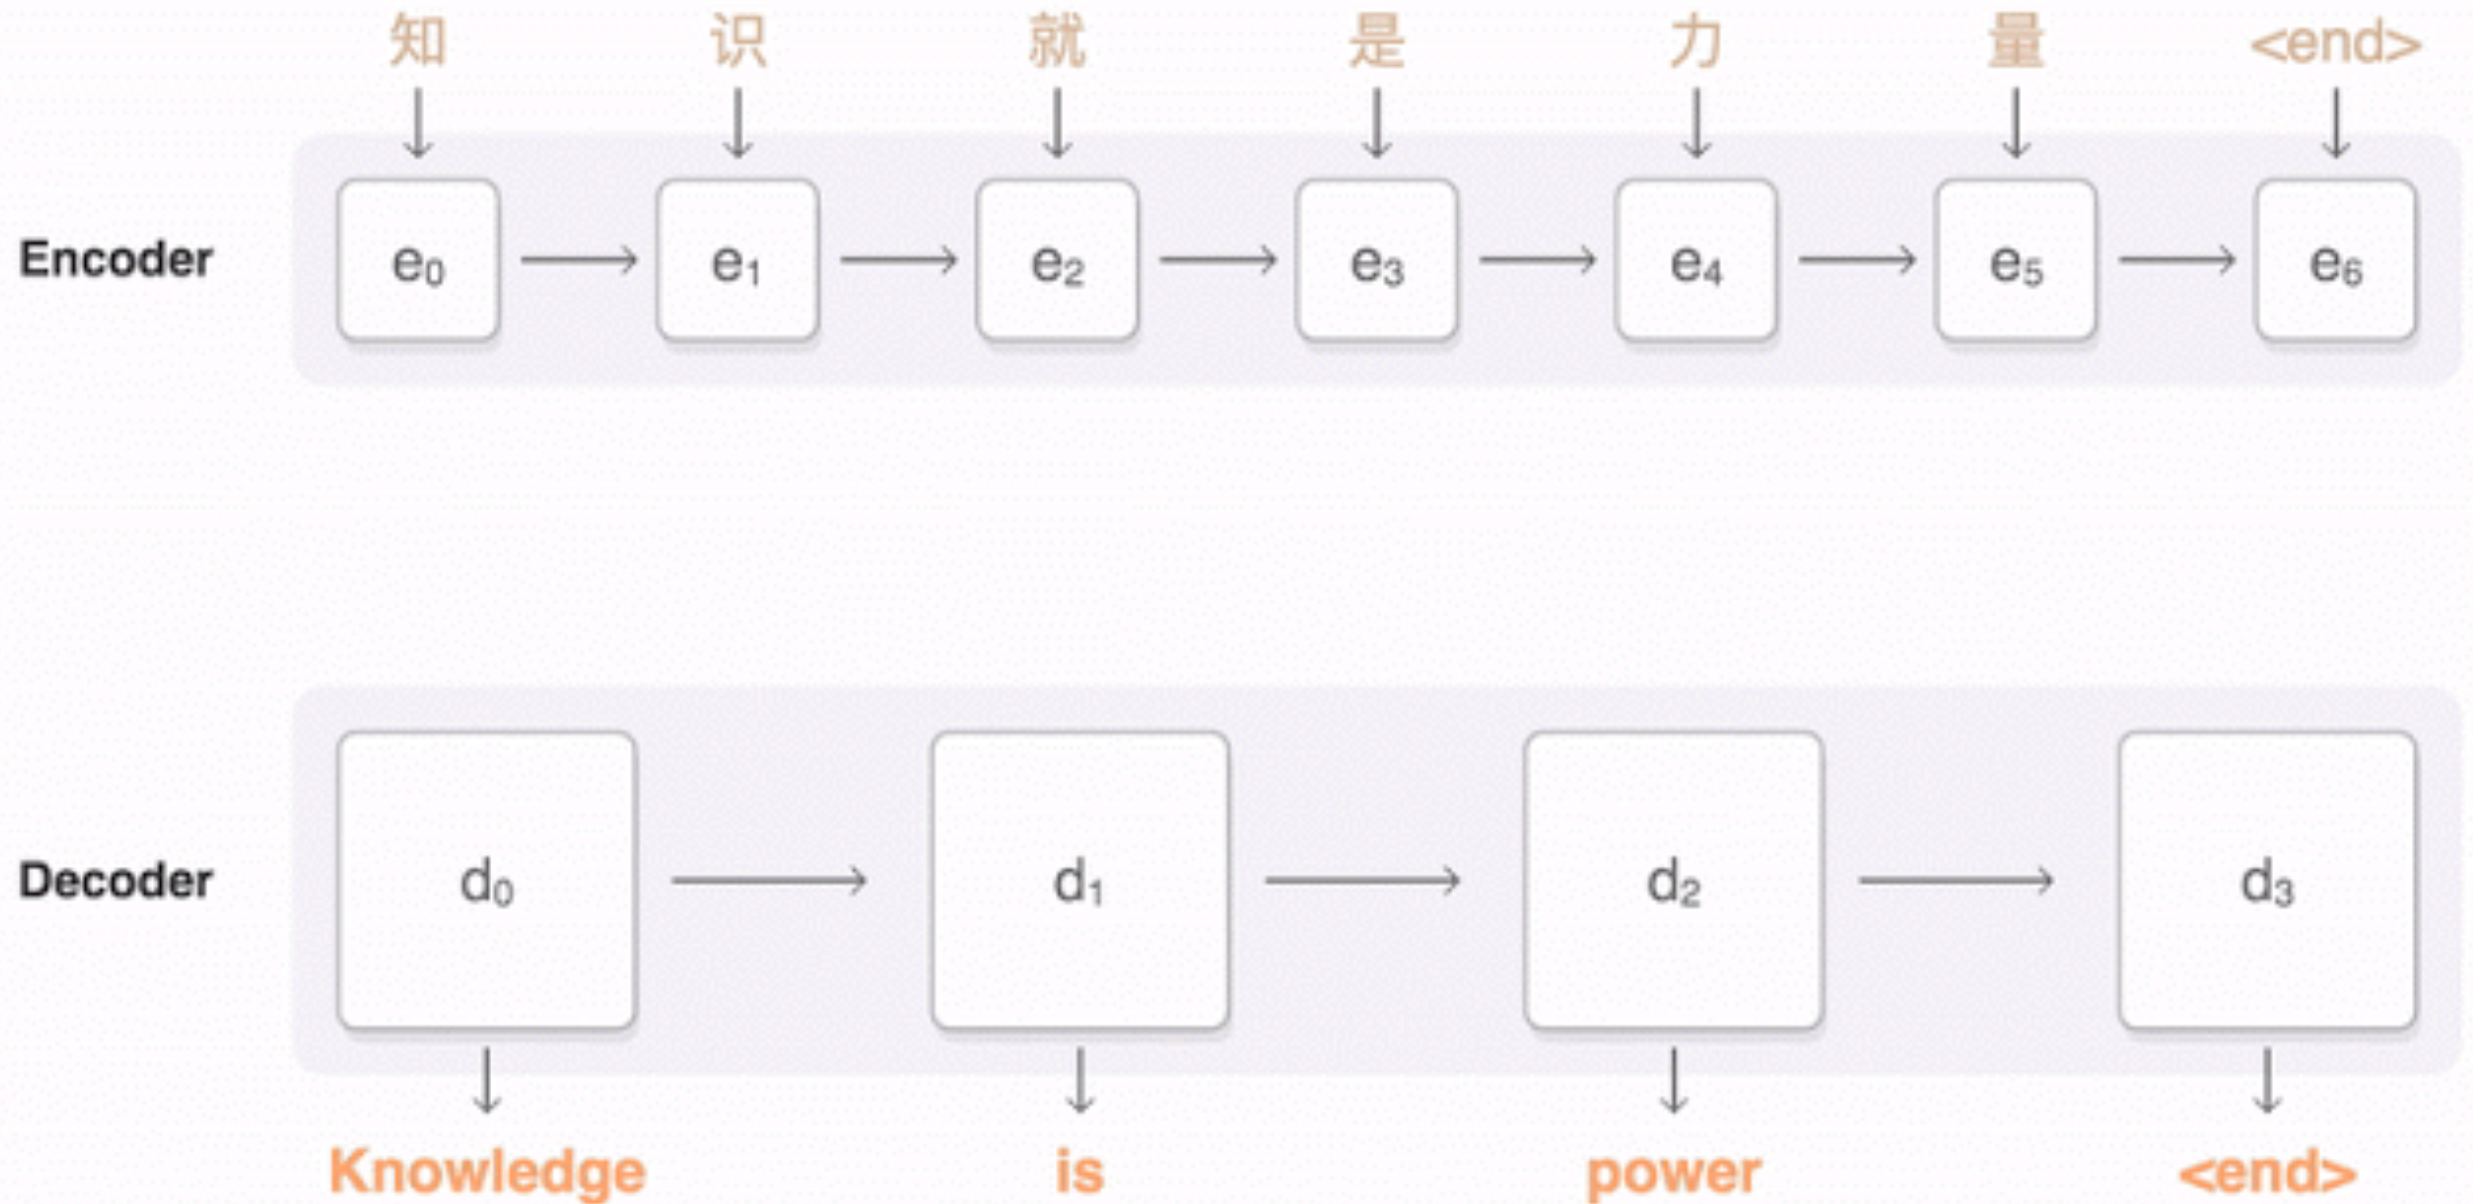 知 识 就 是 力 量 <end>
Encoder e₀ e₁ e₂ e₃ e₄ e₅ e₆
Decoder d₀ d₁ d₂ d₃
Knowledge is power <end>